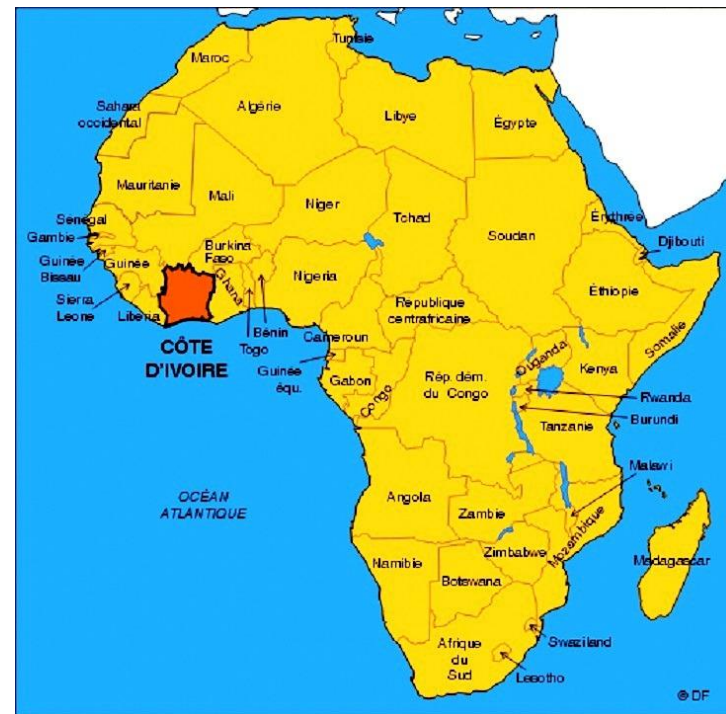 Tunisie
Maroc
Algérie
Libye
Égypte
Sahara
occidental
Mauritanie
Mali
Niger
Tchad
Soudan
Érythrée
Djibouti
Sénégal
Gambie
Guinée
Bissau
Guinée
Burkina
Faso
Ghana
Nigeria
Éthiopie
Somalie
Sierra
Leone
Liberia
CÔTE
D'IVOIRE
Togo
Bénin
Cameroun
Republique
centrafricaine
Guinée
équ.
Gabon
Congo
Rép. dém.
du Congo
Ouganda
Kenya
Rwanda
Burundi
Tanzanie
Malawi
OCÉAN
ATLANTIQUE
Angola
Zambie
Mozambique
Madagascar
Namibie
Zimbabwe
Botswana
Swaziland
Afrique
du
Sud
Lesotho
© DF